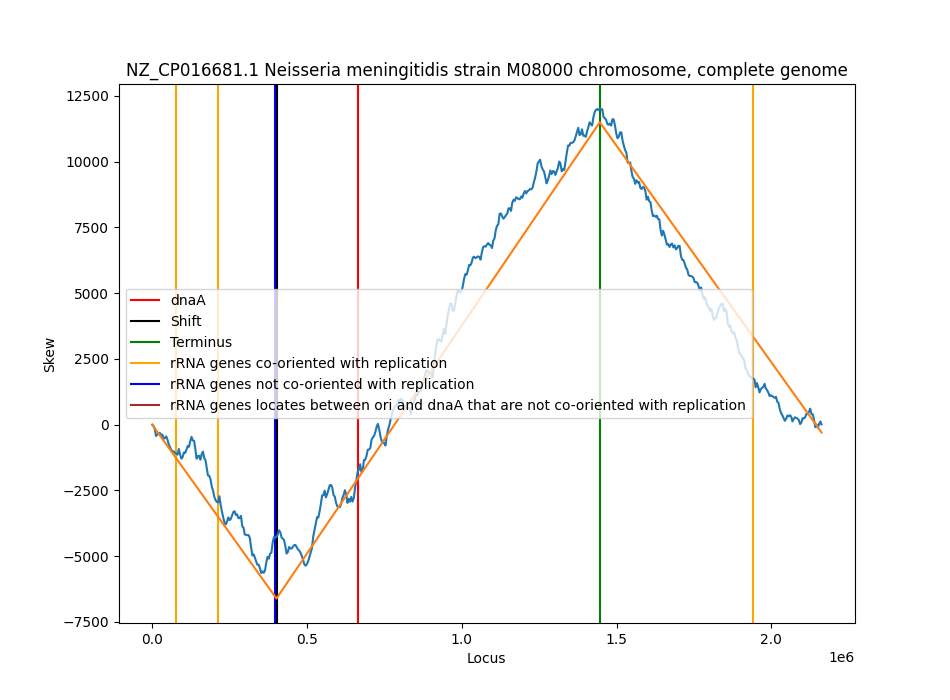 NZ_CP016681.1 Neisseria meningitidis strain M08000 chromosome, complete genome
12500
10000
7500
5000
2500
0
−2500
−5000
−7500
Skew
dnaA
Shift
Terminus
rRNA genes co-oriented with replication
rRNA genes not co-oriented with replication
rRNA genes locates between ori and dnaA that are not co-oriented with replication
0.0 0.5 1.0 1.5 2.0
1e6
Locus